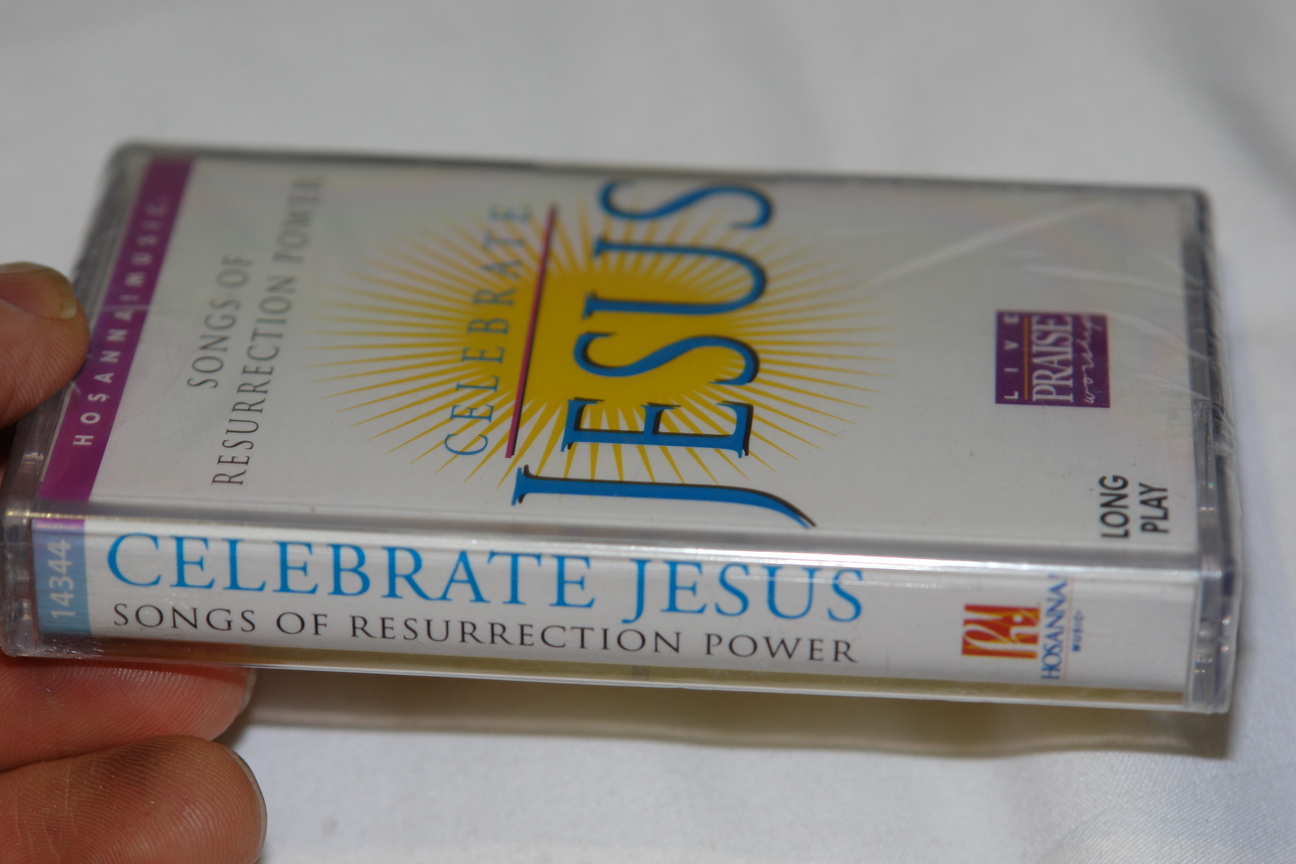 HOSANNA! MUSIC
SONGS OF
RESURRECTION POWER
CELEBRATE
JESUS
LIVE
PRAISE
worship
LONG
PLAY
14344
CELEBRATE JESUS
SONGS OF RESURRECTION POWER
HOSANNA!
MUSIC